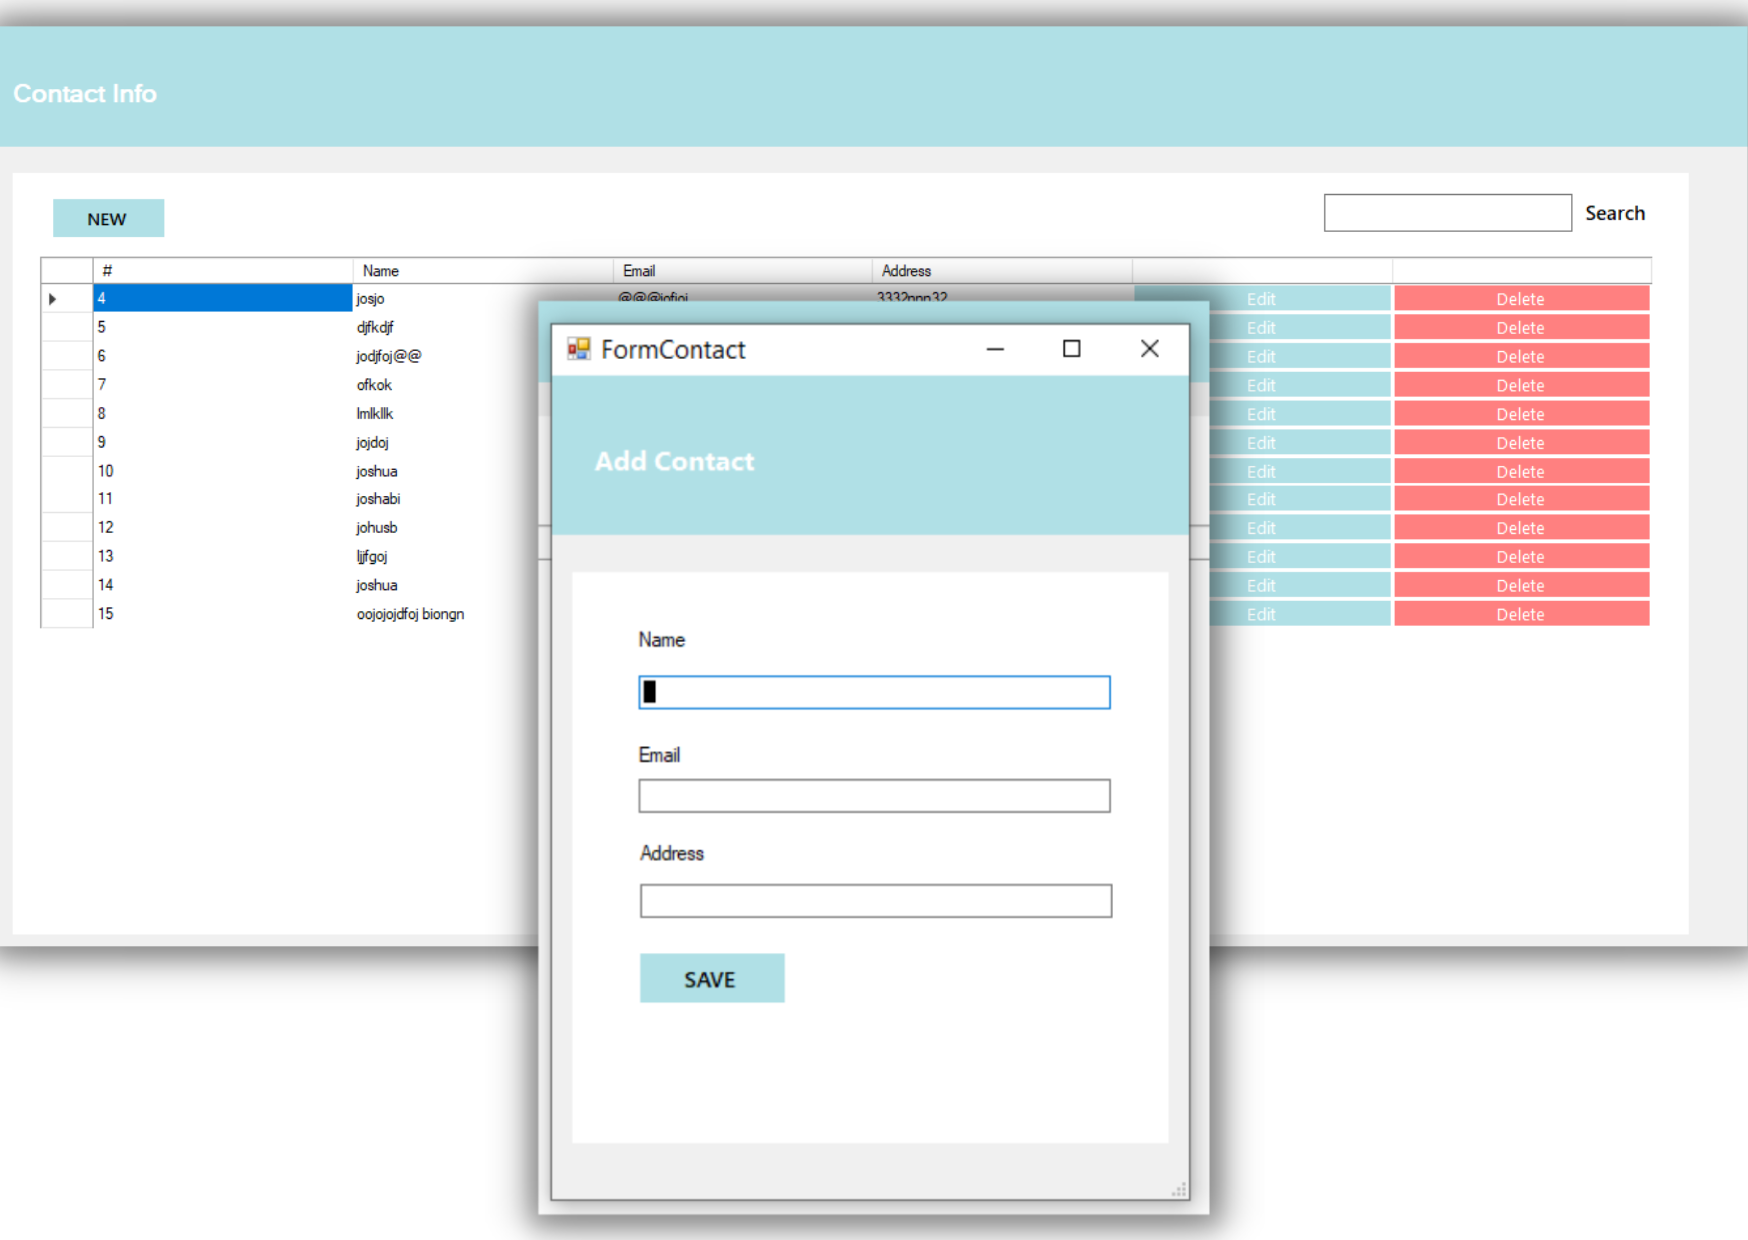 Contact Info
NEW
Search
# Name Email Address
4 josjo @@@jofjoj 3332nnn32 Edit Delete
5 djfkdjf Edit Delete
6 jodjfoj@@ Edit Delete
7 ofkok Edit Delete
8 lmlkllk Edit Delete
9 jojdoj Edit Delete
10 joshua Edit Delete
11 joshabi Edit Delete
12 johusb Edit Delete
13 ljjfgoj Edit Delete
14 joshua Edit Delete
15 oojojojdfoj biongn Edit Delete
FormContact
Add Contact
Name
Email
Address
SAVE